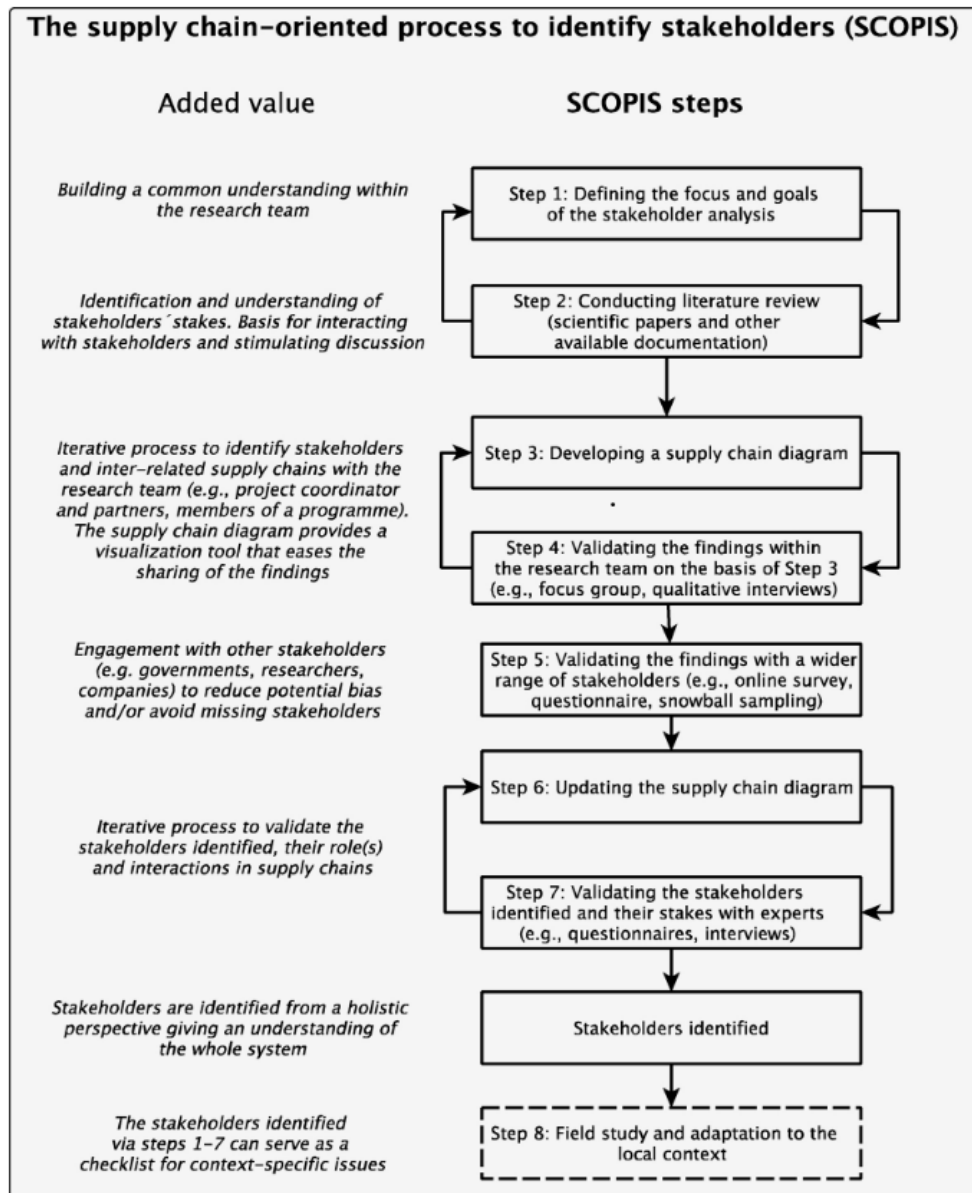 The supply chain-oriented process to identify stakeholders (SCOPIS)
Added value
SCOPIS steps
Building a common understanding within
the research team
Step 1: Defining the focus and goals
of the stakeholder analysis
Identification and understanding of
stakeholders´stakes. Basis for interacting
with stakeholders and stimulating discussion
Step 2: Conducting literature review
(scientific papers and other
available documentation)
Iterative process to identify stakeholders
and inter-related supply chains with the
research team (e.g., project coordinator
and partners, members of a programme).
The supply chain diagram provides a
visualization tool that eases the
sharing of the findings
Step 3: Developing a supply chain diagram
Step 4: Validating the findings within
the research team on the basis of Step 3
(e.g., focus group, qualitative interviews)
Engagement with other stakeholders
(e.g. governments, researchers,
companies) to reduce potential bias
and/or avoid missing stakeholders
Step 5: Validating the findings with a wider
range of stakeholders (e.g., online survey,
questionnaire, snowball sampling)
Step 6: Updating the supply chain diagram
Iterative process to validate the
stakeholders identified, their role(s)
and interactions in supply chains
Step 7: Validating the stakeholders
identified and their stakes with experts
(e.g., questionnaires, interviews)
Stakeholders are identified from a holistic
perspective giving an understanding of
the whole system
Stakeholders identified
The stakeholders identified
via steps 1-7 can serve as a
checklist for context-specific issues
Step 8: Field study and adaptation to the
local context